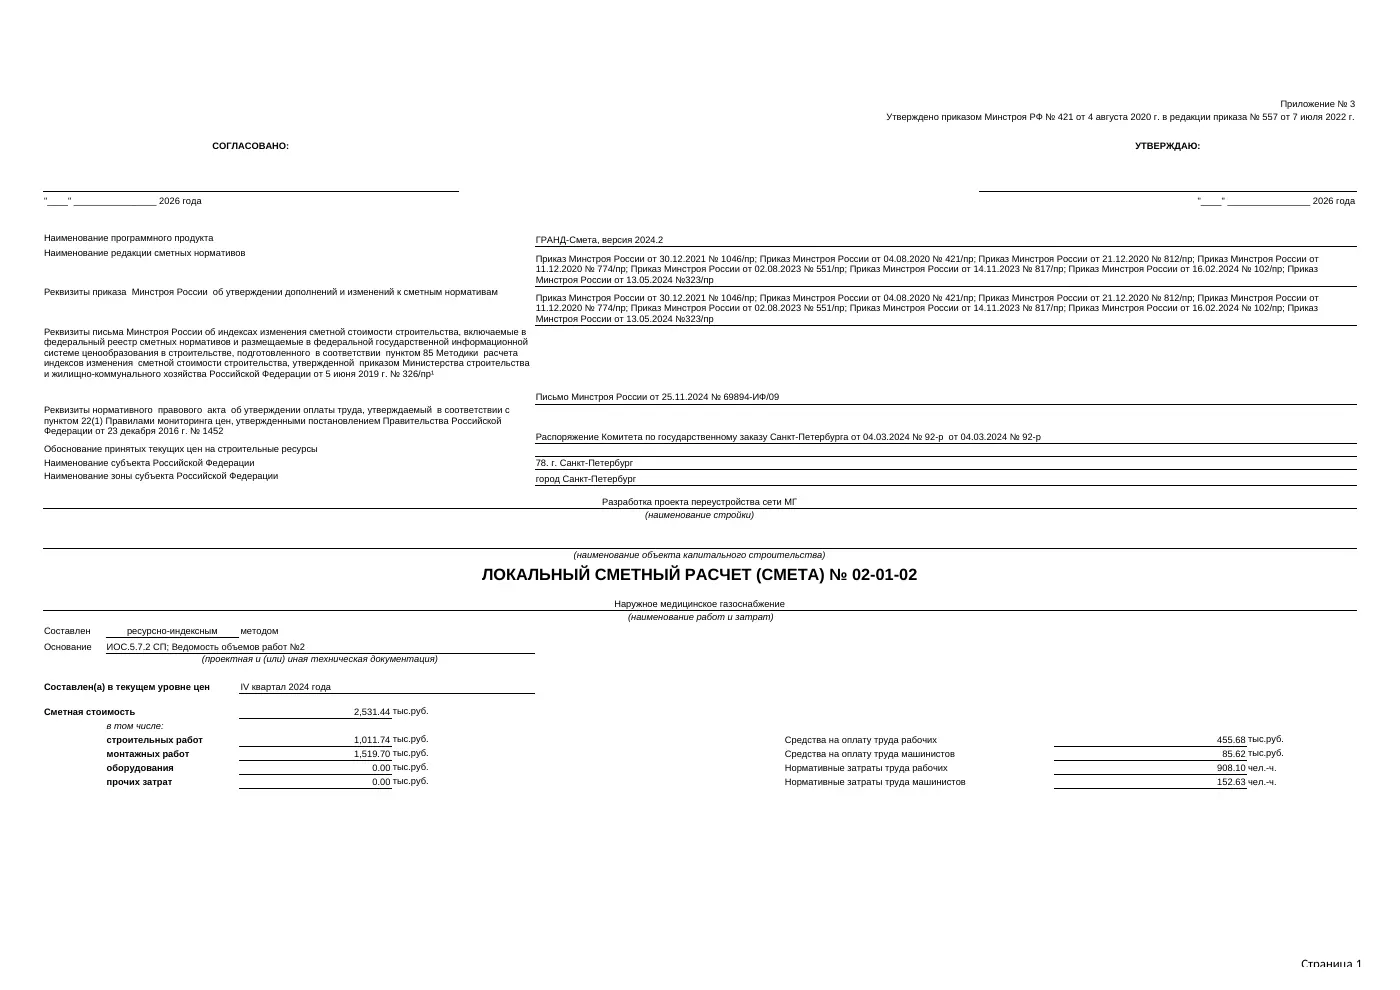 Приложение № 3
Утверждено приказом Минстроя РФ № 421 от 4 августа 2020 г. в редакции приказа № 557 от 7 июля 2022 г.
СОГЛАСОВАНО:
УТВЕРЖДАЮ:
"____" ________________ 2026 года
"____" ________________ 2026 года
Наименование программного продукта
ГРАНД-Смета, версия 2024.2
Наименование редакции сметных нормативов
Приказ Минстроя России от 30.12.2021 № 1046/пр; Приказ Минстроя России от 04.08.2020 № 421/пр; Приказ Минстроя России от 21.12.2020 № 812/пр; Приказ Минстроя России от
11.12.2020 № 774/пр; Приказ Минстроя России от 02.08.2023 № 551/пр; Приказ Минстроя России от 14.11.2023 № 817/пр; Приказ Минстроя России от 16.02.2024 № 102/пр; Приказ
Минстроя России от 13.05.2024 №323/пр
Реквизиты приказа Минстроя России об утверждении дополнений и изменений к сметным нормативам
Приказ Минстроя России от 30.12.2021 № 1046/пр; Приказ Минстроя России от 04.08.2020 № 421/пр; Приказ Минстроя России от 21.12.2020 № 812/пр; Приказ Минстроя России от
11.12.2020 № 774/пр; Приказ Минстроя России от 02.08.2023 № 551/пр; Приказ Минстроя России от 14.11.2023 № 817/пр; Приказ Минстроя России от 16.02.2024 № 102/пр; Приказ
Минстроя России от 13.05.2024 №323/пр
Реквизиты письма Минстроя России об индексах изменения сметной стоимости строительства, включаемые в
федеральный реестр сметных нормативов и размещаемые в федеральной государственной информационной
системе ценообразования в строительстве, подготовленного в соответствии пунктом 85 Методики расчета
индексов изменения сметной стоимости строительства, утвержденной приказом Министерства строительства
и жилищно-коммунального хозяйства Российской Федерации от 5 июня 2019 г. № 326/пр¹
Письмо Минстроя России от 25.11.2024 № 69894-ИФ/09
Реквизиты нормативного правового акта об утверждении оплаты труда, утверждаемый в соответствии с
пунктом 22(1) Правилами мониторинга цен, утвержденными постановлением Правительства Российской
Федерации от 23 декабря 2016 г. № 1452
Распоряжение Комитета по государственному заказу Санкт-Петербурга от 04.03.2024 № 92-р от 04.03.2024 № 92-р
Обоснование принятых текущих цен на строительные ресурсы
Наименование субъекта Российской Федерации
78. г. Санкт-Петербург
Наименование зоны субъекта Российской Федерации
город Санкт-Петербург
Разработка проекта переустройства сети МГ
(наименование стройки)
(наименование объекта капитального строительства)
ЛОКАЛЬНЫЙ СМЕТНЫЙ РАСЧЕТ (СМЕТА) № 02-01-02
Наружное медицинское газоснабжение
(наименование работ и затрат)
Составлен ресурсно-индексным методом
Основание ИОС.5.7.2 СП; Ведомость объемов работ №2
(проектная и (или) иная техническая документация)
Составлен(а) в текущем уровне цен IV квартал 2024 года
Сметная стоимость 2,531.44 тыс.руб.
в том числе:
строительных работ 1,011.74 тыс.руб. Средства на оплату труда рабочих 455.68 тыс.руб.
монтажных работ 1,519.70 тыс.руб. Средства на оплату труда машинистов 85.62 тыс.руб.
оборудования 0.00 тыс.руб. Нормативные затраты труда рабочих 908.10 чел.-ч.
прочих затрат 0.00 тыс.руб. Нормативные затраты труда машинистов 152.63 чел.-ч.
Страница 1